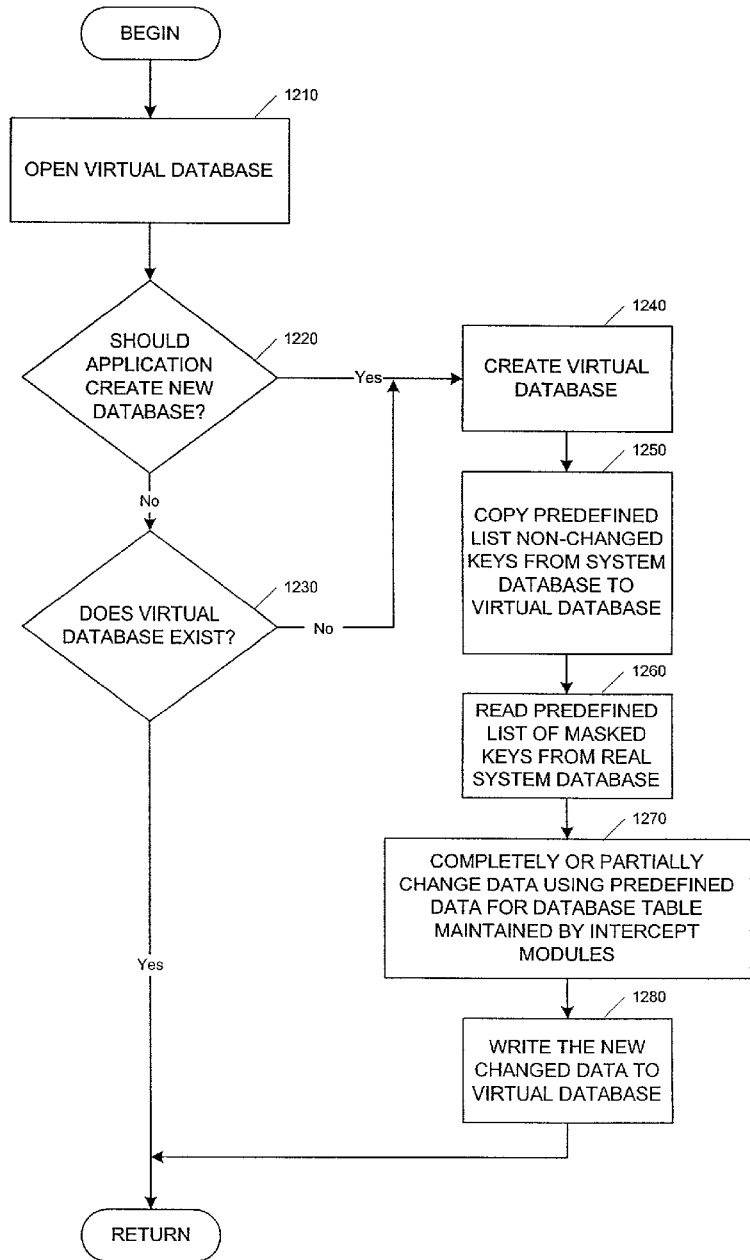 BEGIN
1210
OPEN VIRTUAL DATABASE
1220
SHOULD
APPLICATION
CREATE NEW
DATABASE?
Yes
No
1230
DOES VIRTUAL
DATABASE EXIST?
No
Yes
1240
CREATE VIRTUAL
DATABASE
1250
COPY PREDEFINED
LIST NON-CHANGED
KEYS FROM SYSTEM
DATABASE TO
VIRTUAL DATABASE
1260
READ PREDEFINED
LIST OF MASKED
KEYS FROM REAL
SYSTEM DATABASE
1270
COMPLETELY OR PARTIALLY
CHANGE DATA USING PREDEFINED
DATA FOR DATABASE TABLE
MAINTAINED BY INTERCEPT
MODULES
1280
WRITE THE NEW
CHANGED DATA TO
VIRTUAL DATABASE
RETURN